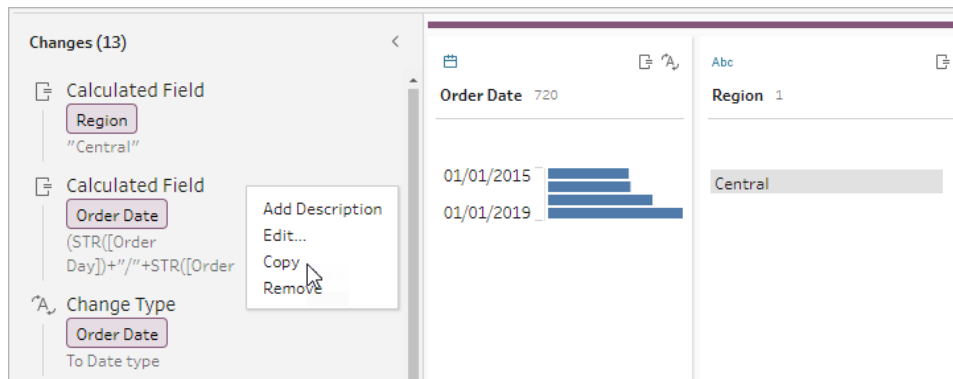 Changes (13)
Calculated Field
Region
"Central"
Calculated Field
Order Date
(STR([Order
Day])+"/"+STR([Order
Change Type
Order Date
To Date type
Add Description
Edit...
Copy
Remove
Order Date 720
01/01/2015
01/01/2019
Abc
Region 1
Central